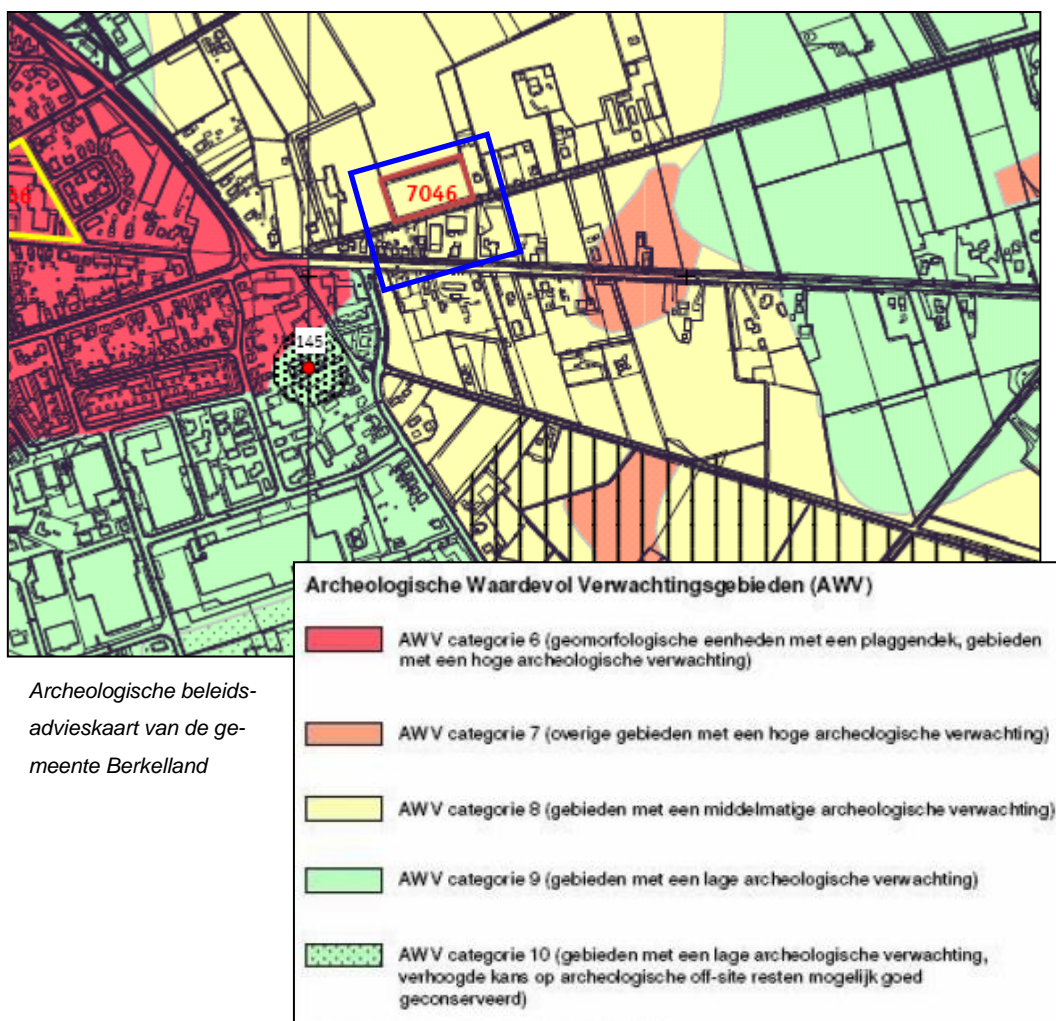 7046
145
Archeologische Waardevol Verwachtingsgebieden (AWV)
AWV categorie 6 (geomorfologische eenheden met een plaggendek, gebieden
met een hoge archeologische verwachting)
Archeologische beleids-
advieskaart van de ge-
meente Berkelland
AWV categorie 7 (overige gebieden met een hoge archeologische verwachting)
AWV categorie 8 (gebieden met een middelmatige archeologische verwachting)
AWV categorie 9 (gebieden met een lage archeologische verwachting)
AWV categorie 10 (gebieden met een lage archeologische verwachting,
verhoogde kans op archeologische off-site resten mogelijk goed
geconserveerd)